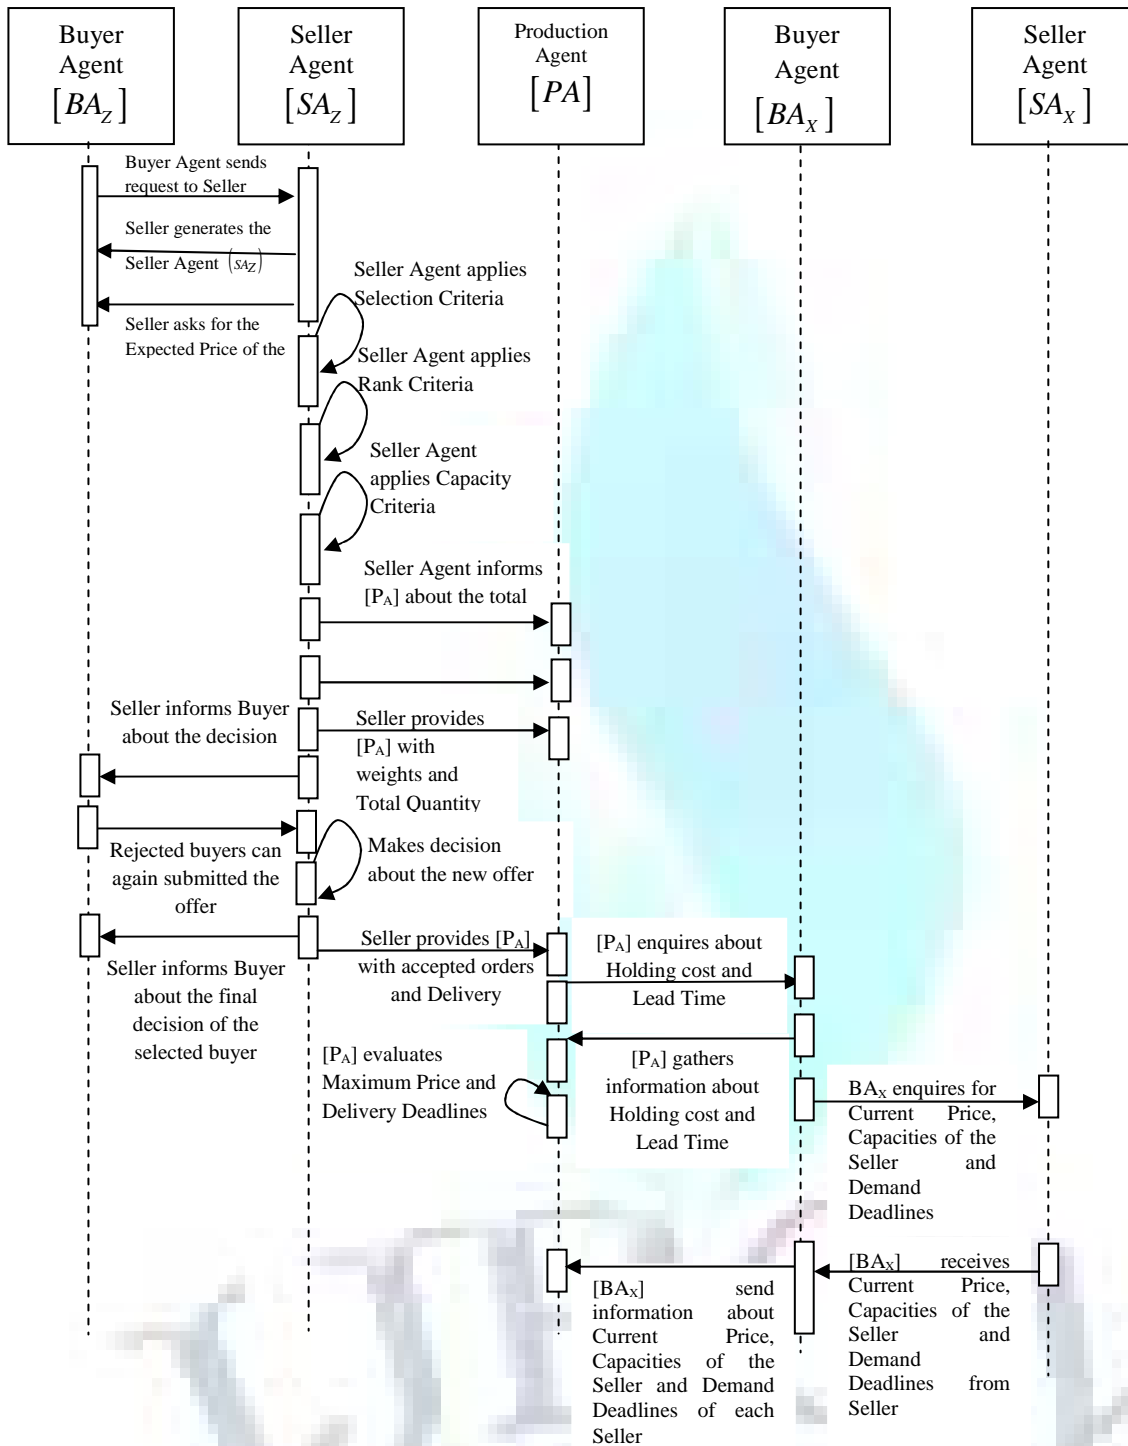 Buyer
Agent
[BA_Z]
Seller
Agent
[SA_Z]
Production
Agent
[PA]
Buyer
Agent
[BA_X]
Seller
Agent
[SA_X]
Buyer Agent sends
request to Seller
Seller generates the
Seller Agent (SA_Z)
Seller asks for the
Expected Price of the
Seller Agent applies
Selection Criteria
Seller Agent applies
Rank Criteria
Seller Agent
applies Capacity
Criteria
Seller Agent informs
[P_A] about the total
Seller informs Buyer
about the decision
Seller provides
[P_A] with
weights and
Total Quantity
Rejected buyers can
again submitted the
offer
Makes decision
about the new offer
Seller informs Buyer
about the final
decision of the
selected buyer
Seller provides [P_A]
with accepted orders
and Delivery
[P_A] enquires about
Holding cost and
Lead Time
[P_A] evaluates
Maximum Price and
Delivery Deadlines
[P_A] gathers
information about
Holding cost and
Lead Time
BA_X enquires for
Current Price,
Capacities of the
Seller and
Demand
Deadlines
[BA_X] receives
Current Price,
Capacities of the
Seller and
Demand
Deadlines from
Seller
[BA_X] send
information about
Current Price,
Capacities of the
Seller and Demand
Deadlines of each
Seller